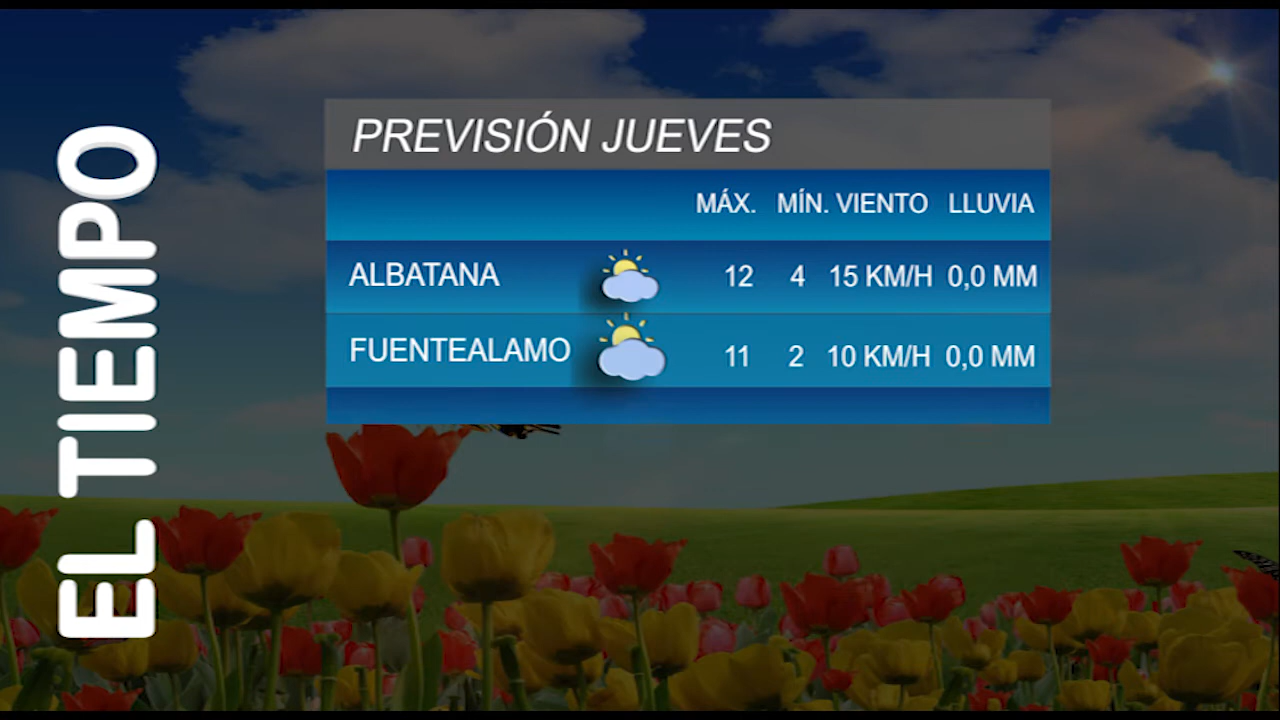 EL TIEMPO
PREVISIÓN JUEVES
MÁX. MÍN. VIENTO LLUVIA
ALBATANA 12 4 15 KM/H 0,0 MM
FUENTEALAMO 11 2 10 KM/H 0,0 MM